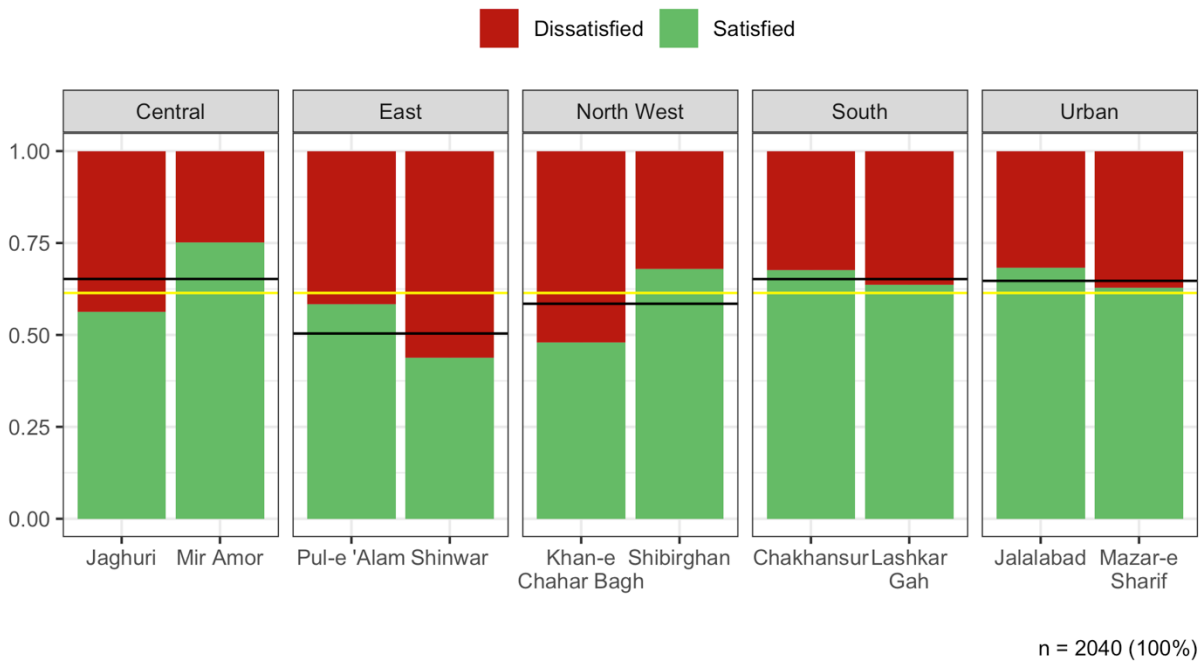 Dissatisfied Satisfied
Central East North West South Urban
1.00
0.75
0.50
0.25
0.00
Jaghuri Mir Amor Pul-e 'Alam Shinwar Khan-e Shibirghan Chakhansur Lashkar Jalalabad Mazar-e
Chahar Bagh Gah Sharif
n = 2040 (100%)